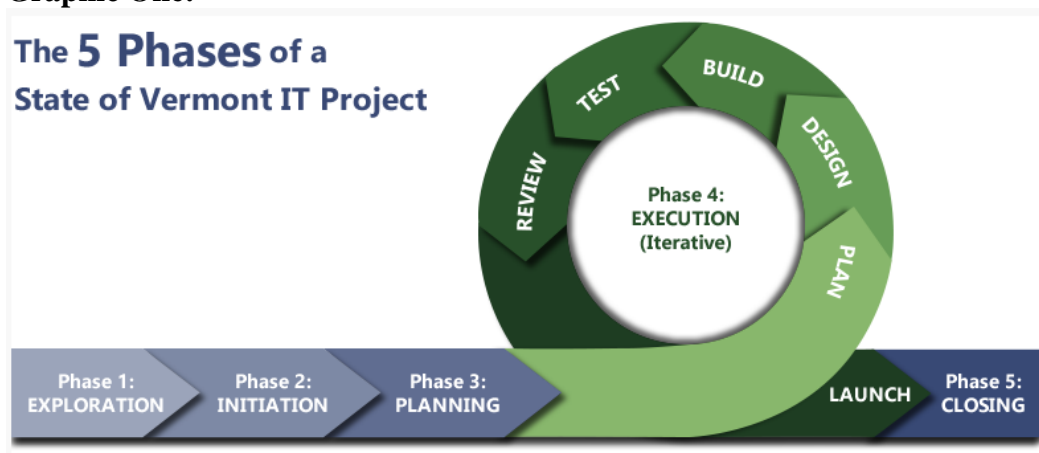 The 5 Phases of a
State of Vermont IT Project
Phase 1:
EXPLORATION
Phase 2:
INITIATION
Phase 3:
PLANNING
Phase 4:
EXECUTION
(Iterative)
PLAN
DESIGN
BUILD
TEST
REVIEW
LAUNCH
Phase 5:
CLOSING